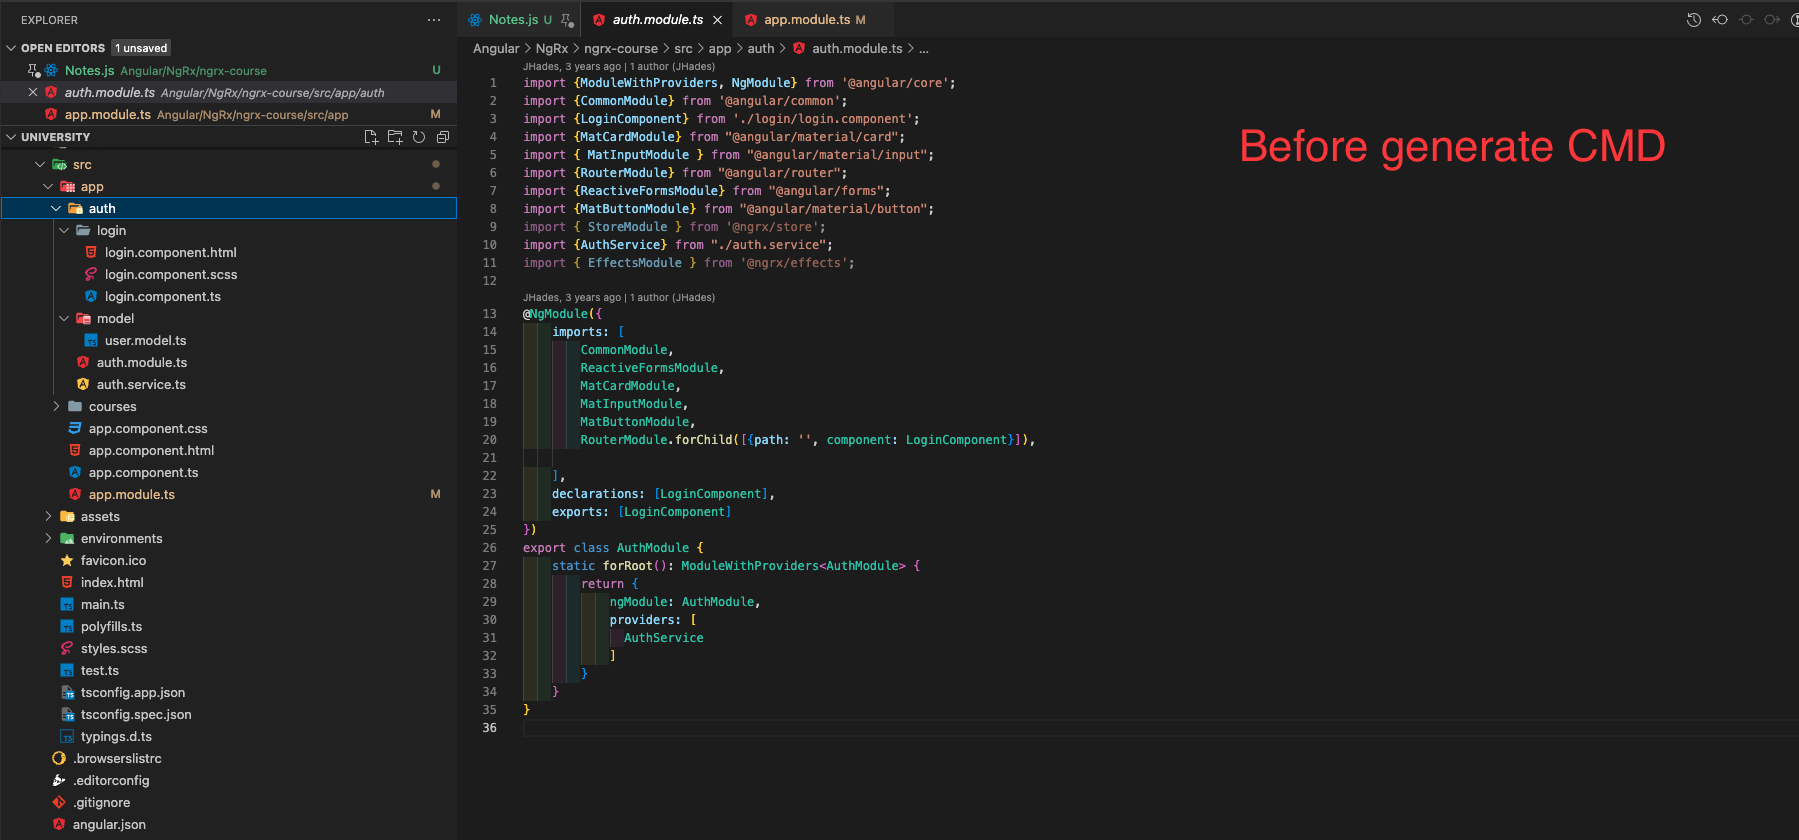 EXPLORER
OPEN EDITORS 1 unsaved
Notes.js Angular/NgRx/ngrx-course U
auth.module.ts Angular/NgRx/ngrx-course/src/app/auth
app.module.ts Angular/NgRx/ngrx-course/src/app M
UNIVERSITY
src
app
auth
login
login.component.html
login.component.scss
login.component.ts
model
user.model.ts
auth.module.ts
auth.service.ts
courses
app.component.css
app.component.html
app.component.ts
app.module.ts M
assets
environments
favicon.ico
index.html
main.ts
polyfills.ts
styles.scss
test.ts
tsconfig.app.json
tsconfig.spec.json
typings.d.ts
.browserslistrc
.editorconfig
.gitignore
angular.json
Notes.js U auth.module.ts app.module.ts M
Angular > NgRx > ngrx-course > src > app > auth > auth.module.ts > ...
JHades, 3 years ago | 1 author (JHades)
1 import {ModuleWithProviders, NgModule} from '@angular/core';
2 import {CommonModule} from '@angular/common';
3 import {LoginComponent} from './login/login.component';
4 import {MatCardModule} from "@angular/material/card";
5 import { MatInputModule } from "@angular/material/input";
6 import {RouterModule} from "@angular/router";
7 import {ReactiveFormsModule} from "@angular/forms";
8 import {MatButtonModule} from "@angular/material/button";
9 import { StoreModule } from '@ngrx/store';
10 import {AuthService} from "./auth.service";
11 import { EffectsModule } from '@ngrx/effects';
12
JHades, 3 years ago | 1 author (JHades)
13 @NgModule({
14 imports: [
15 CommonModule,
16 ReactiveFormsModule,
17 MatCardModule,
18 MatInputModule,
19 MatButtonModule,
20 RouterModule.forChild([{path: '', component: LoginComponent}]),
21
22 ],
23 declarations: [LoginComponent],
24 exports: [LoginComponent]
25 })
26 export class AuthModule {
27 static forRoot(): ModuleWithProviders<AuthModule> {
28 return {
29 ngModule: AuthModule,
30 providers: [
31 AuthService
32 ]
33 }
34 }
35 }
36
Before generate CMD